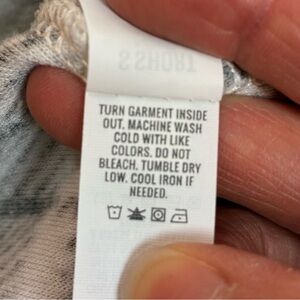 TURN GARMENT INSIDE
OUT. MACHINE WASH
COLD WITH LIKE
COLORS. DO NOT
BLEACH. TUMBLE DRY
LOW. COOL IRON IF
NEEDED.